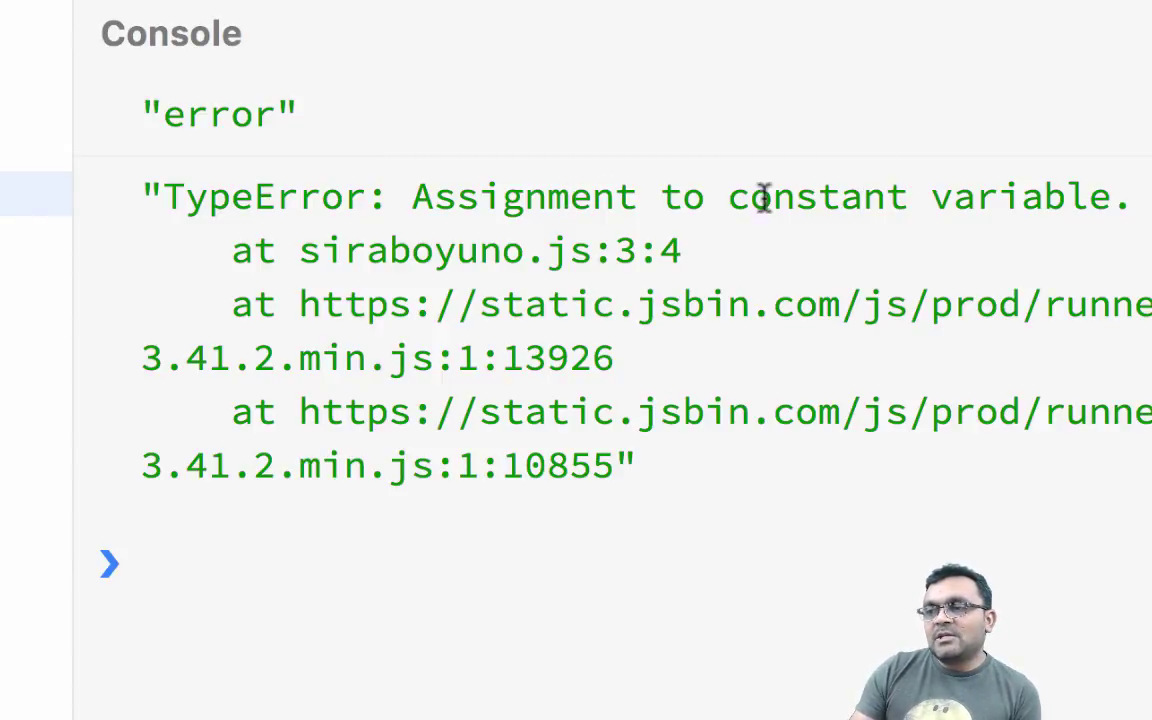 Console
"error"
"TypeError: Assignment to constant variable.
at siraboyuno.js:3:4
at https://static.jsbin.com/js/prod/runne
3.41.2.min.js:1:13926
at https://static.jsbin.com/js/prod/runne
3.41.2.min.js:1:10855"